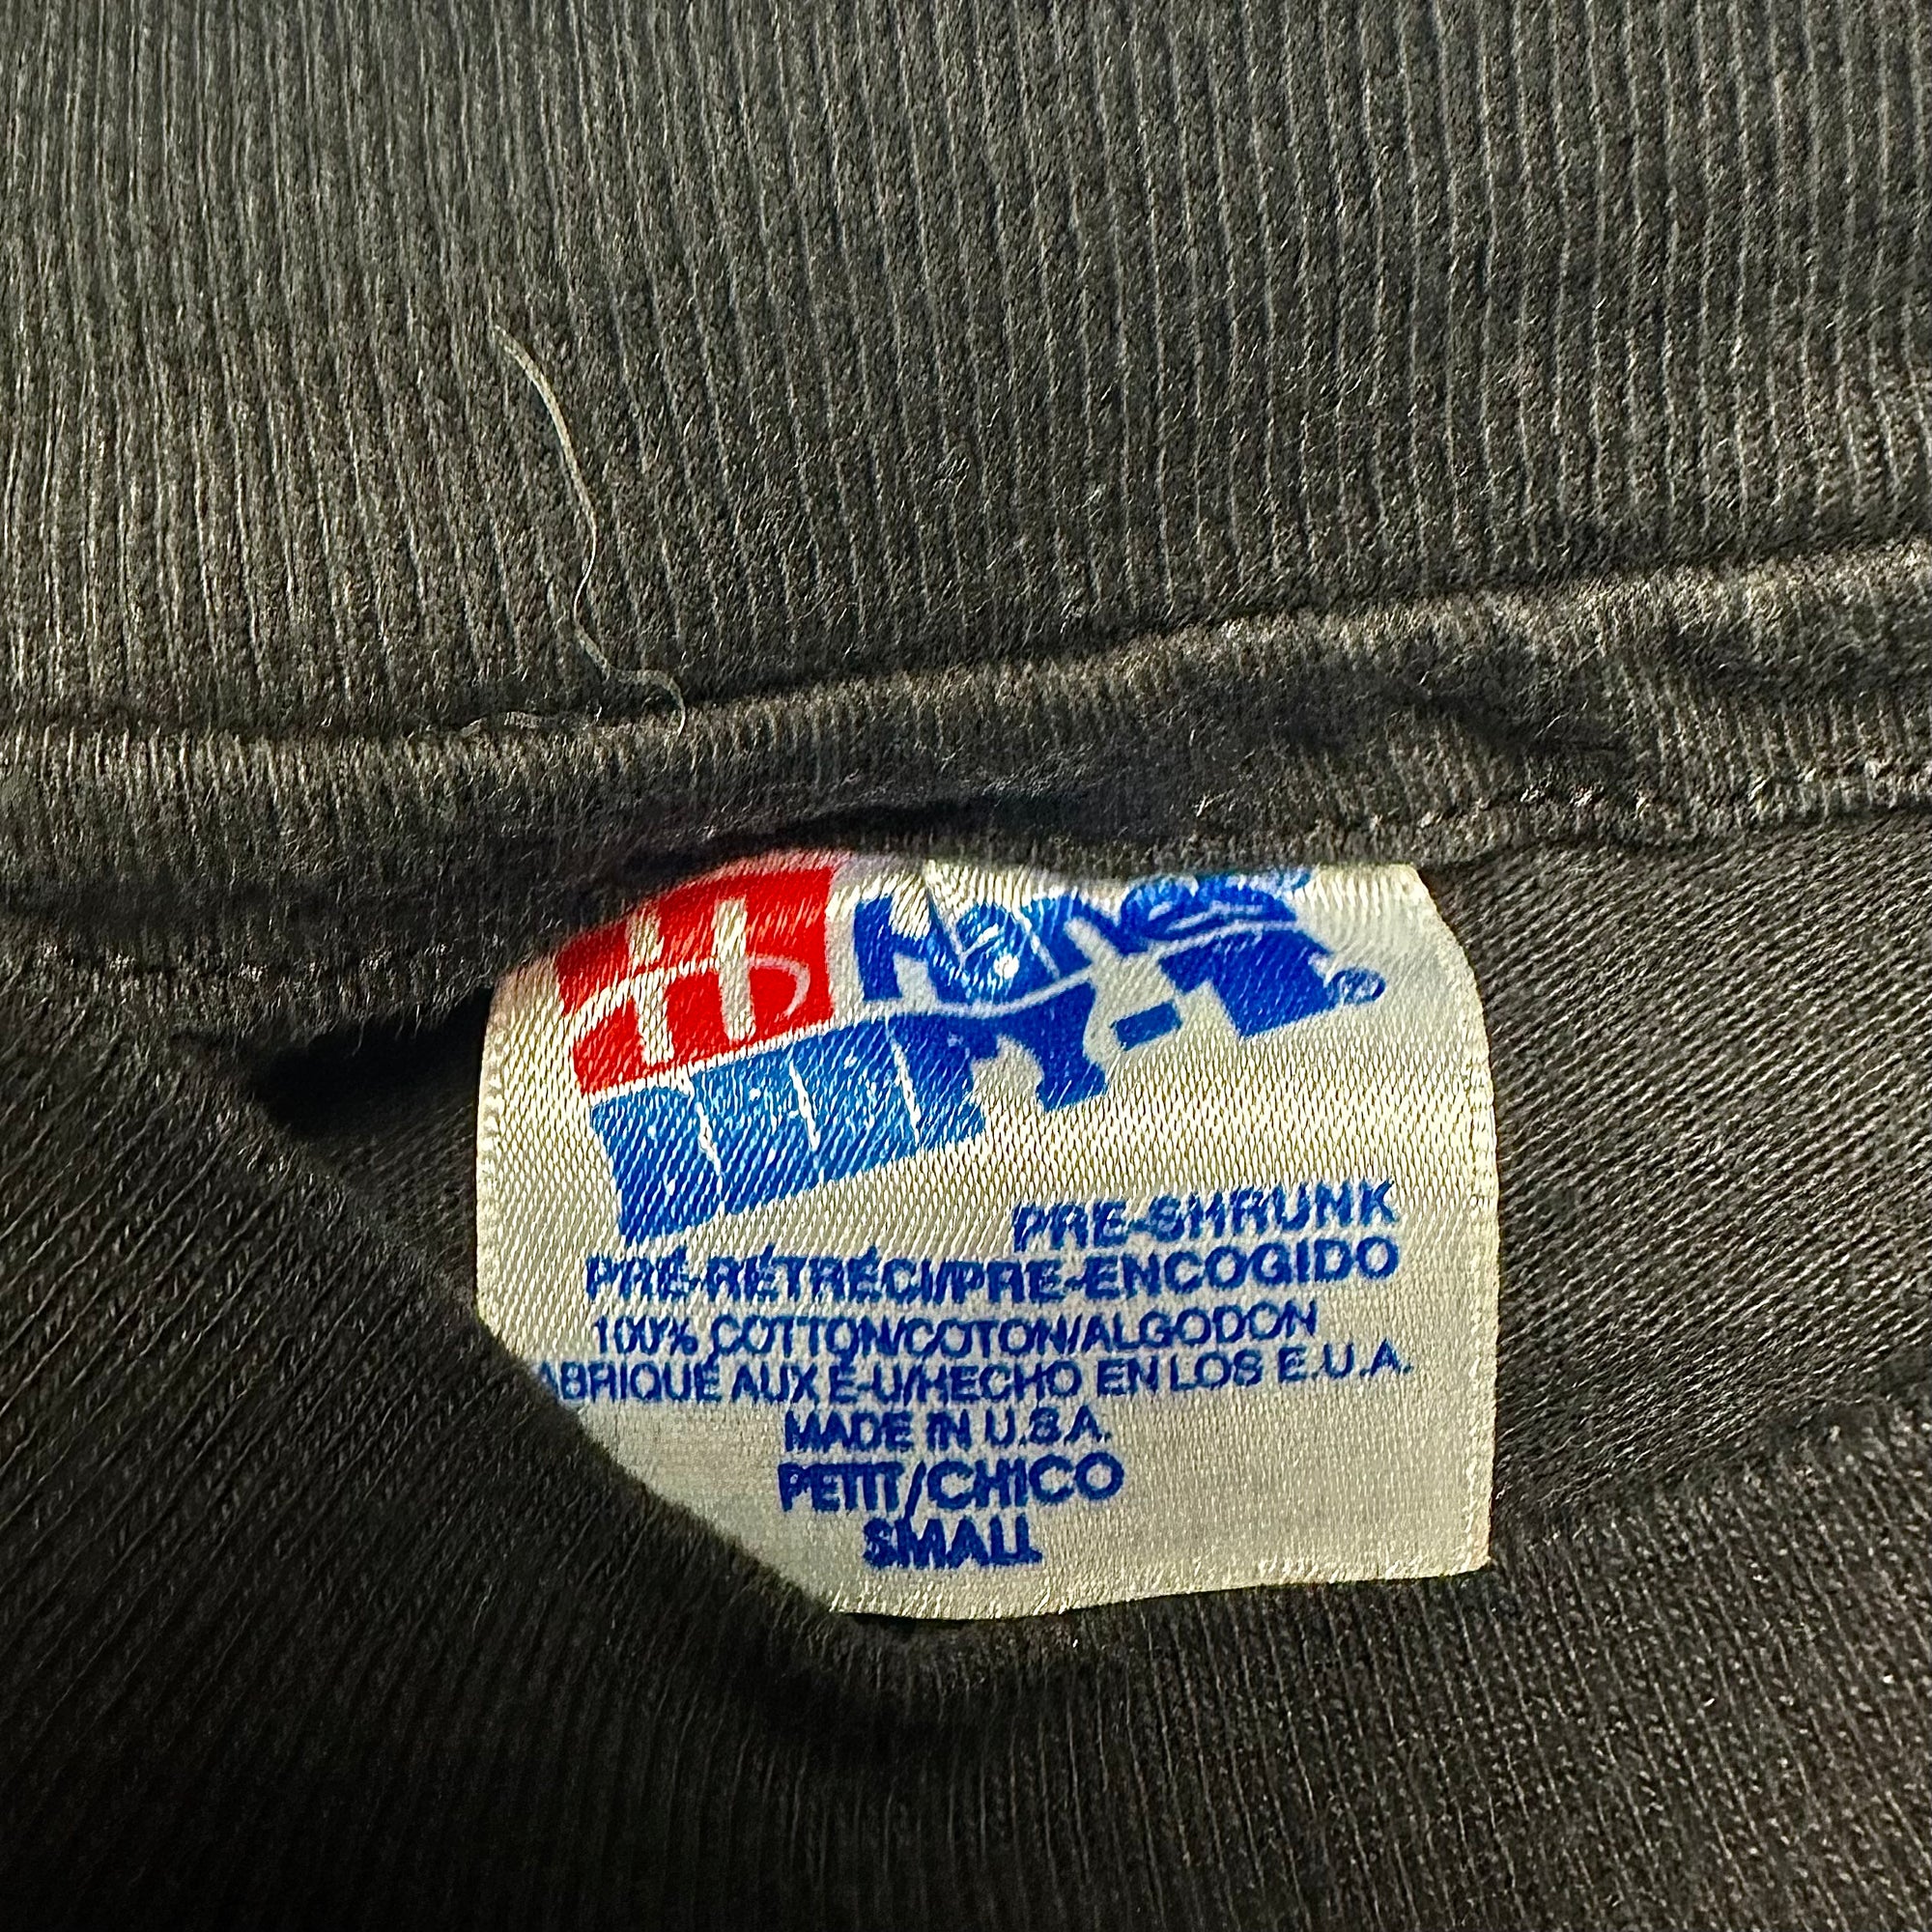 H Hanes
BEEFY-T®
PRE-SHRUNK
PRÉ-RÉTRÉCI/PRE-ENCOGIDO
100% COTTON/COTON/ALGODON
ABRIQUÉ AUX É-U/HECHO EN LOS E.U.A.
MADE IN U.S.A.
PETIT/CHICO
SMALL